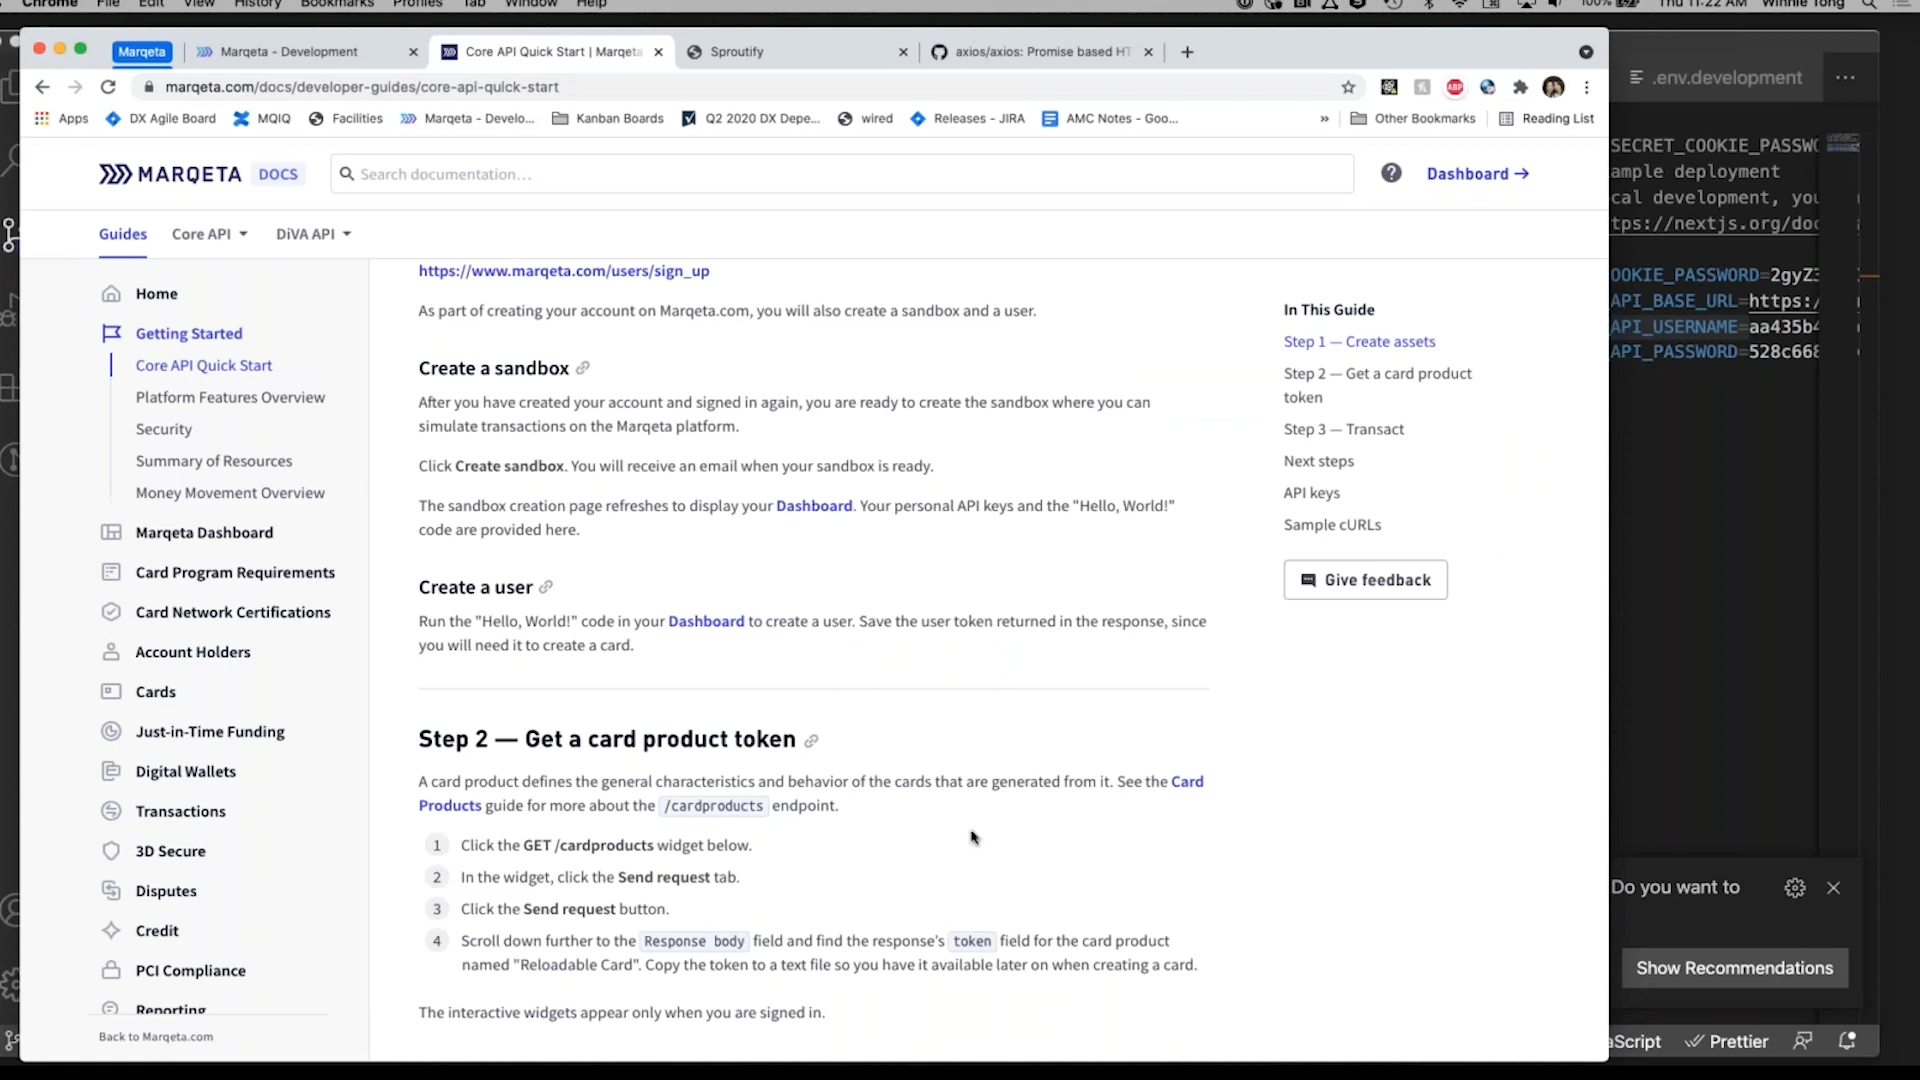 Chrome File Edit View History Bookmarks Profiles Tab Window Help 100% Thu 11:22 AM Winnie Tong
Marqeta Marqeta - Development Core API Quick Start | Marqeta Sproutify axios/axios: Promise based HT
marqeta.com/docs/developer-guides/core-api-quick-start
Apps DX Agile Board MQIQ Facilities Marqeta - Develo... Kanban Boards Q2 2020 DX Depe... wired Releases - JIRA AMC Notes - Goo... » Other Bookmarks Reading List
MARQETA DOCS Search documentation... Dashboard →
Guides Core API DiVA API
Home
Getting Started
Core API Quick Start
Platform Features Overview
Security
Summary of Resources
Money Movement Overview
Marqeta Dashboard
Card Program Requirements
Card Network Certifications
Account Holders
Cards
Just-in-Time Funding
Digital Wallets
Transactions
3D Secure
Disputes
Credit
PCI Compliance
Reporting
Back to Marqeta.com
https://www.marqeta.com/users/sign_up
As part of creating your account on Marqeta.com, you will also create a sandbox and a user.
Create a sandbox
After you have created your account and signed in again, you are ready to create the sandbox where you can
simulate transactions on the Marqeta platform.
Click Create sandbox. You will receive an email when your sandbox is ready.
The sandbox creation page refreshes to display your Dashboard. Your personal API keys and the "Hello, World!"
code are provided here.
Create a user
Run the "Hello, World!" code in your Dashboard to create a user. Save the user token returned in the response, since
you will need it to create a card.
Step 2 — Get a card product token
A card product defines the general characteristics and behavior of the cards that are generated from it. See the Card
Products guide for more about the /cardproducts endpoint.
1 Click the GET /cardproducts widget below.
2 In the widget, click the Send request tab.
3 Click the Send request button.
4 Scroll down further to the Response body field and find the response's token field for the card product
named "Reloadable Card". Copy the token to a text file so you have it available later on when creating a card.
The interactive widgets appear only when you are signed in.
In This Guide
Step 1 — Create assets
Step 2 — Get a card product
token
Step 3 — Transact
Next steps
API keys
Sample cURLs
Give feedback
.env.development ...
SECRET_COOKIE_PASSWO
ample deployment
cal development, you
tps://nextjs.org/doc
OOKIE_PASSWORD=2gyZ3
API_BASE_URL=https:/
API_USERNAME=aa435b4
API_PASSWORD=528c668
Do you want to
Show Recommendations
aScript Prettier